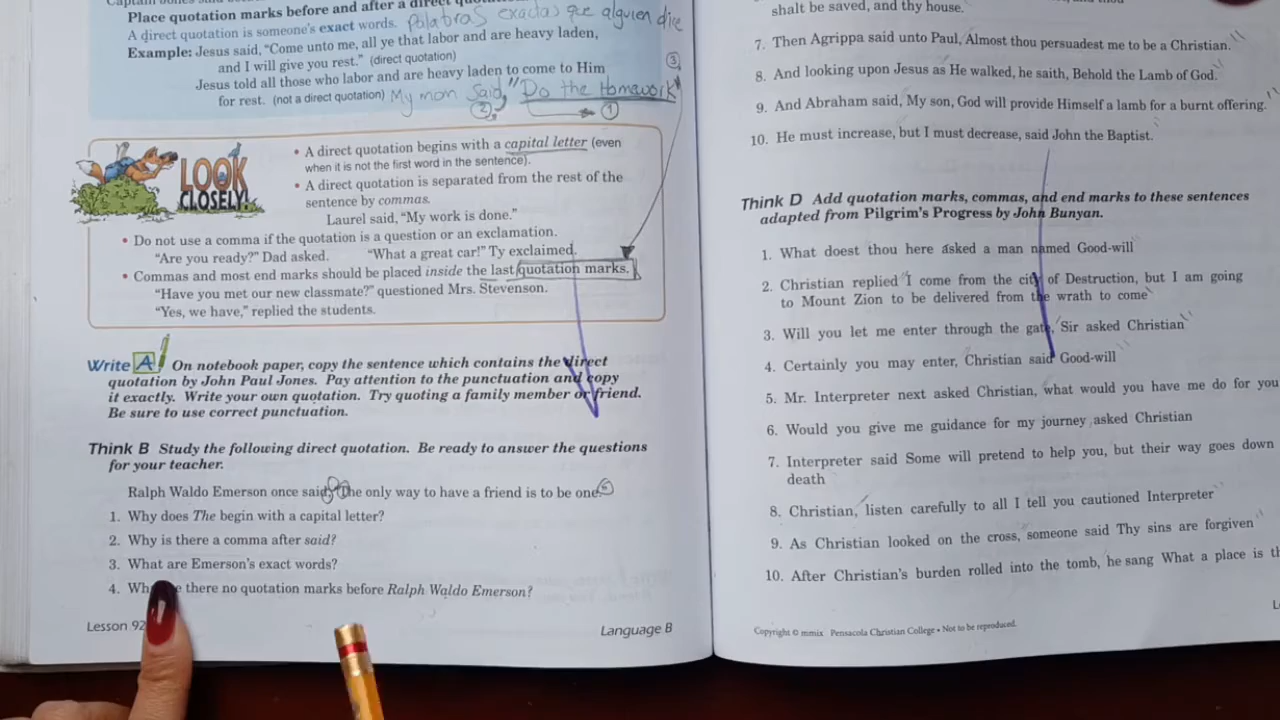 Place quotation marks before and after a direct
A direct quotation is someone's exact words. Palabras exactas que alguien dice
Example: Jesus said, “Come unto me, all ye that labor and are heavy laden,
and I will give you rest.” (direct quotation)
Jesus told all those who labor and are heavy laden to come to Him
for rest. (not a direct quotation) My mom said, "Do the Homework"
③
② ①
LOOK
CLOSELY!
• A direct quotation begins with a capital letter (even
when it is not the first word in the sentence).
• A direct quotation is separated from the rest of the
sentence by commas.
Laurel said, “My work is done.”
• Do not use a comma if the quotation is a question or an exclamation.
“Are you ready?” Dad asked. “What a great car!” Ty exclaimed.
• Commas and most end marks should be placed inside the last quotation marks.
“Have you met our new classmate?” questioned Mrs. Stevenson.
“Yes, we have,” replied the students.
Write A On notebook paper, copy the sentence which contains the direct
quotation by John Paul Jones. Pay attention to the punctuation and copy
it exactly. Write your own quotation. Try quoting a family member or friend.
Be sure to use correct punctuation.
Think B Study the following direct quotation. Be ready to answer the questions
for your teacher.
Ralph Waldo Emerson once said, “The only way to have a friend is to be one.”
1. Why does The begin with a capital letter?
2. Why is there a comma after said?
3. What are Emerson's exact words?
4. there no quotation marks before Ralph Waldo Emerson?
Lesson 92
Language B
shalt be saved, and thy house.
7. Then Agrippa said unto Paul, Almost thou persuadest me to be a Christian."
8. And looking upon Jesus as He walked, he saith, Behold the Lamb of God."
9. And Abraham said, My son, God will provide Himself a lamb for a burnt offering."
10. He must increase, but I must decrease, said John the Baptist.
Think D Add quotation marks, commas, and end marks to these sentences
adapted from Pilgrim's Progress by John Bunyan.
1. What doest thou here asked a man named Good-will
2. Christian replied "I come from the city of Destruction, but I am going
to Mount Zion to be delivered from the wrath to come"
3. Will you let me enter through the gate, Sir asked Christian"
4. Certainly you may enter, Christian said Good-will"
5. Mr. Interpreter next asked Christian, what would you have me do for you
6. Would you give me guidance for my journey asked Christian
7. Interpreter said Some will pretend to help you, but their way goes down
death
8. Christian, listen carefully to all I tell you cautioned Interpreter
9. As Christian looked on the cross, someone said Thy sins are forgiven"
10. After Christian's burden rolled into the tomb, he sang What a place is
Copyright © mmix Pensacola Christian College • Not to be reproduced.